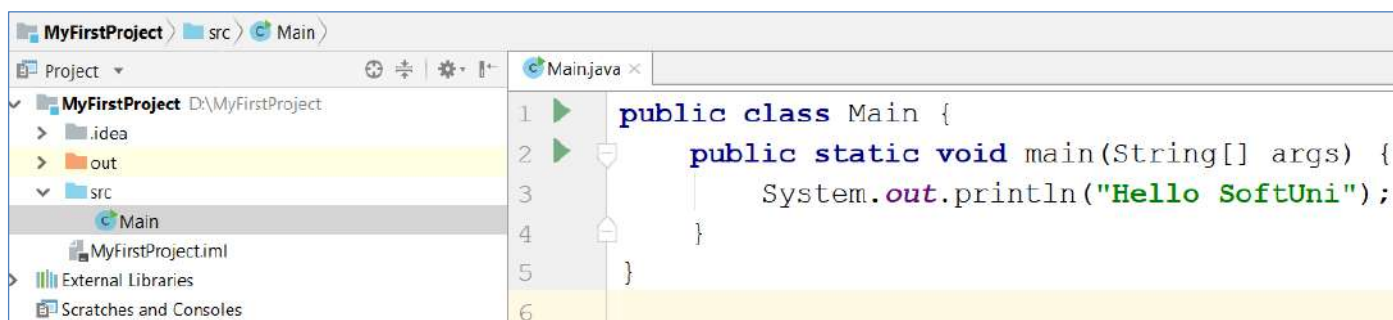 MyFirstProject src Main
Project
MyFirstProject D:\MyFirstProject
.idea
out
src
Main
MyFirstProject.iml
External Libraries
Scratches and Consoles
Main.java
1 public class Main {
2 public static void main(String[] args) {
3 System.out.println("Hello SoftUni");
4 }
5 }
6